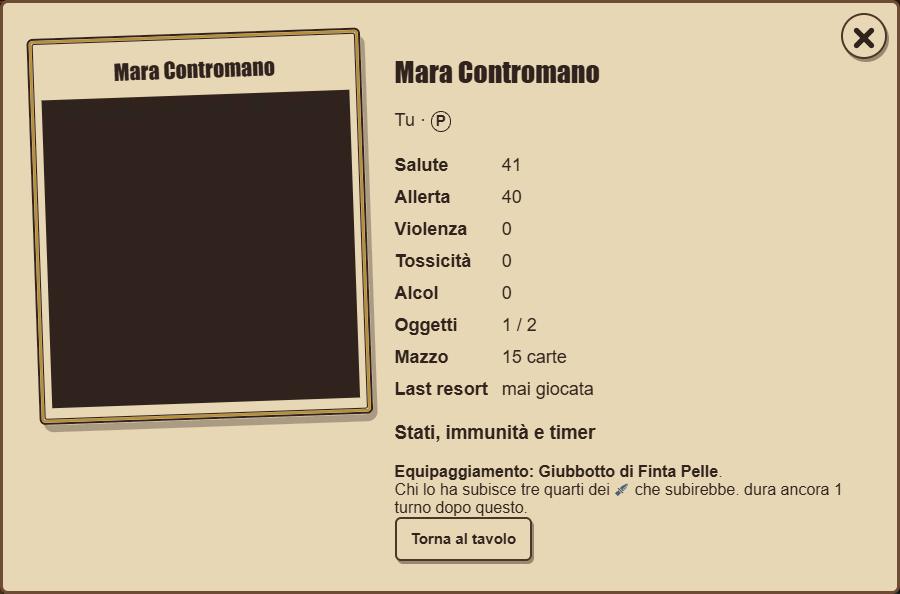 Mara Contromano
Mara Contromano
Tu · P
Salute 41
Allerta 40
Violenza 0
Tossicità 0
Alcol 0
Oggetti 1 / 2
Mazzo 15 carte
Last resort mai giocata
Stati, immunità e timer
Equipaggiamento: Giubbotto di Finta Pelle.
Chi lo ha subisce tre quarti dei che subirebbe. dura ancora 1
turno dopo questo.
Torna al tavolo